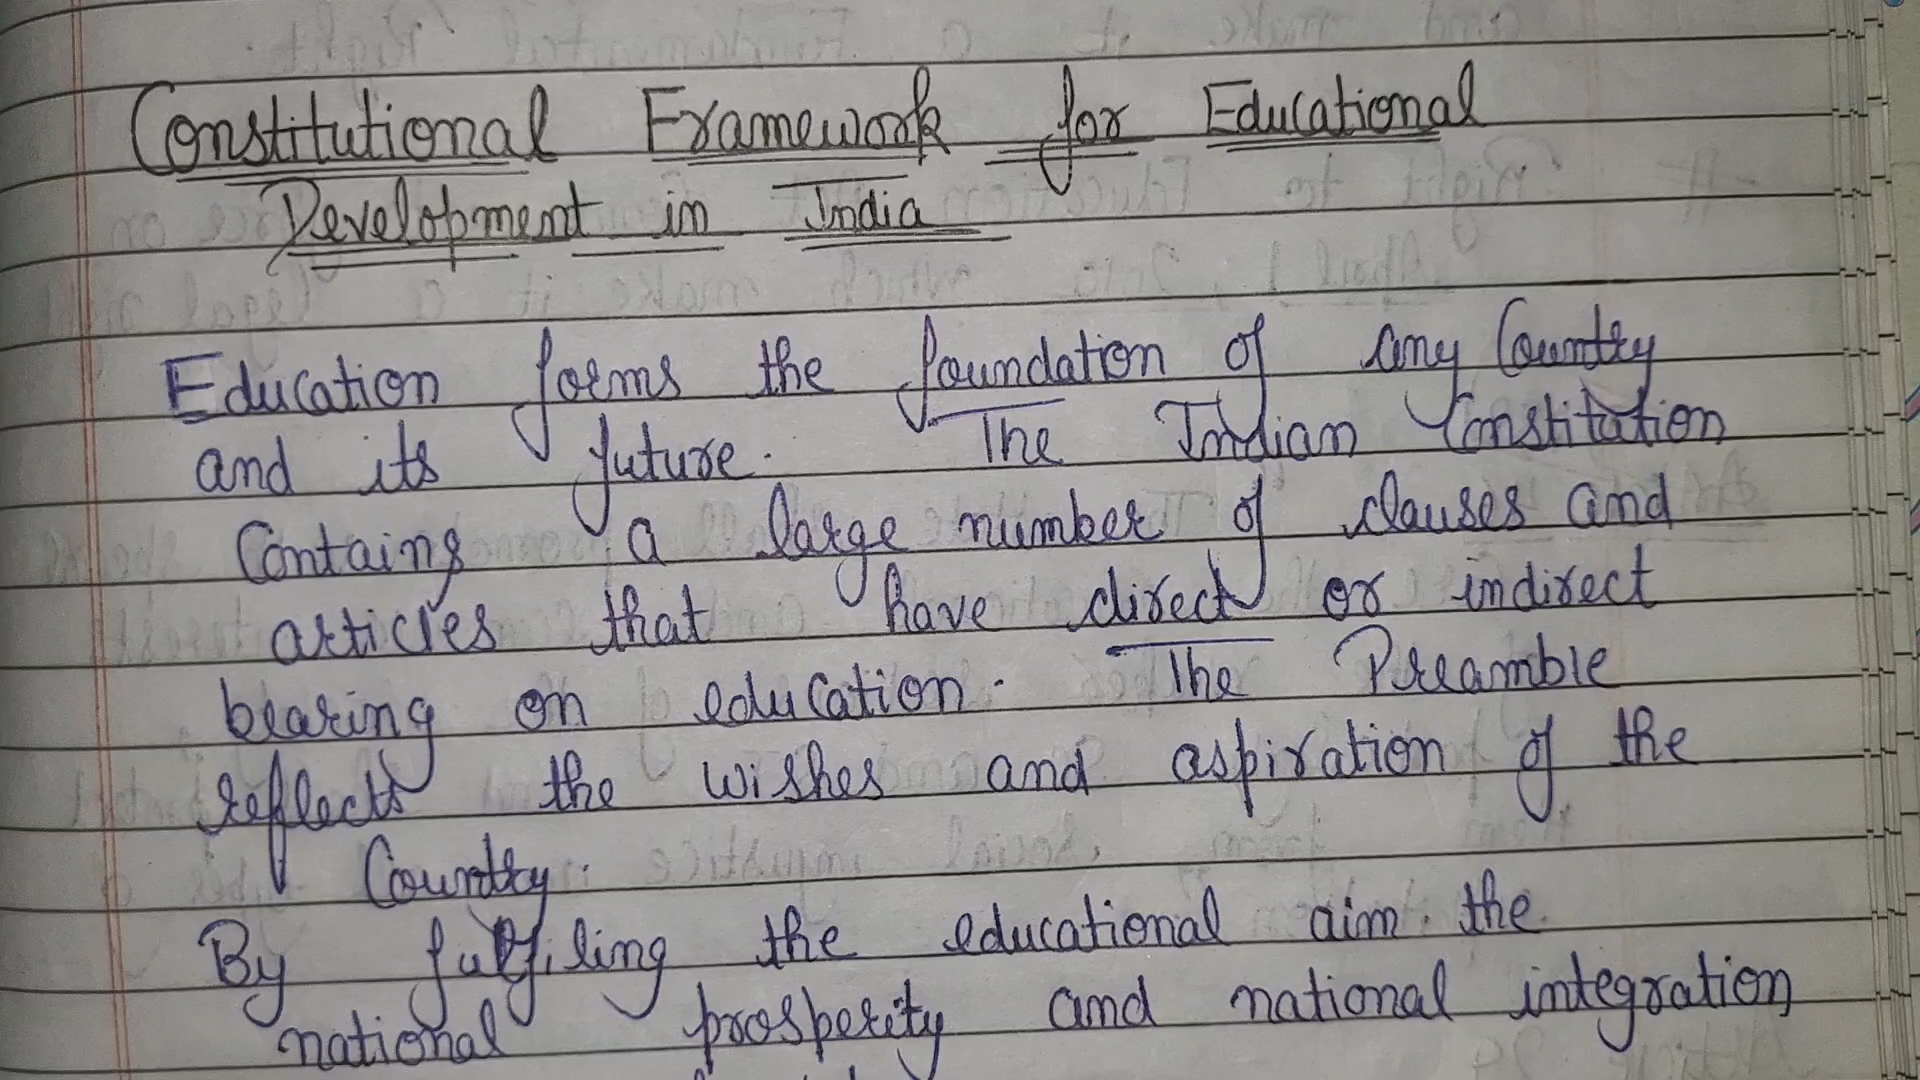 Constitutional Framework for Educational
Development in India
Education forms the foundation of any Country
and its future. The Indian Constitution
Contains a large number of clauses and
articles that have direct or indirect
bearing on education. The Preamble
reflects the wishes and aspiration of the
Country.
By fulfiling the educational aim the
national prosperity and national integration